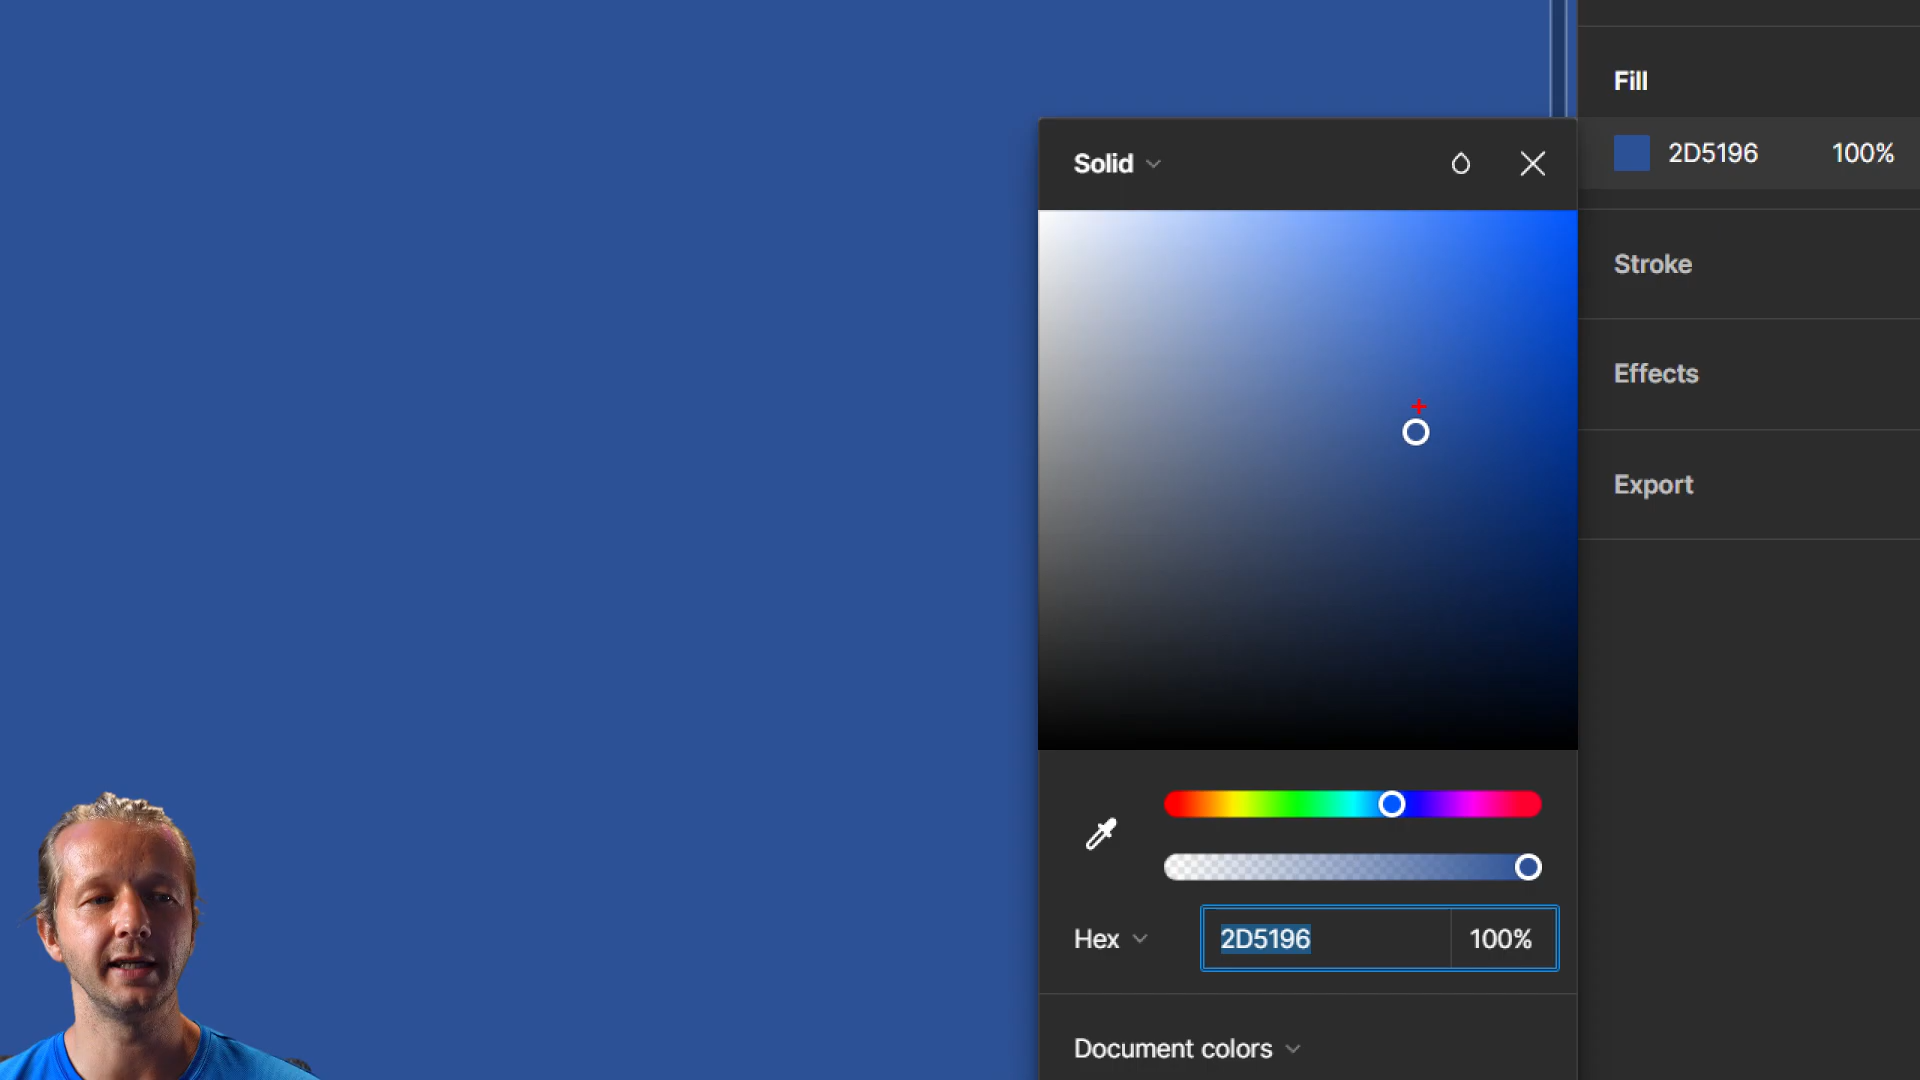 Fill
Solid
2D5196 100%
Stroke
Effects
Export
Hex 2D5196 100%
Document colors